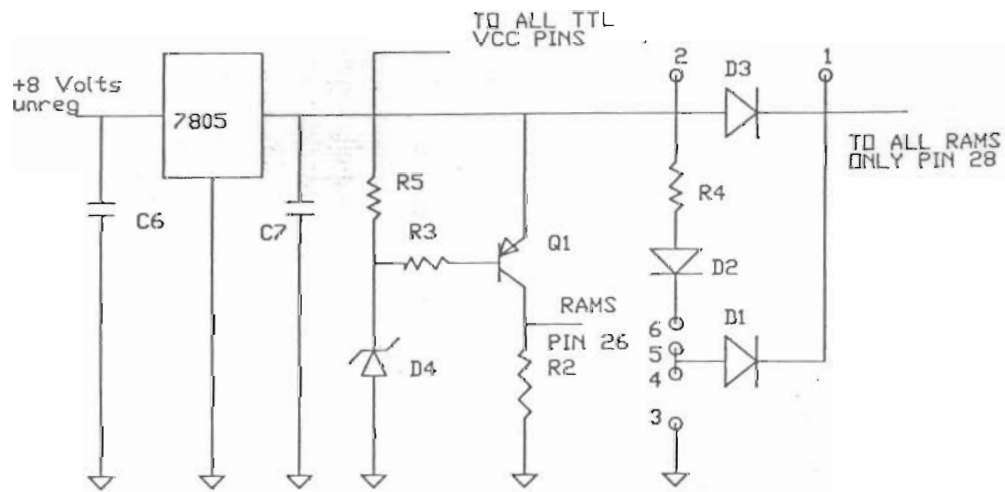 TO ALL TTL
VCC PINS
+8 Volts
unreg
7805
2
D3
1
TO ALL RAMS
ONLY PIN 28
C6
C7
R5
R3
Q1
R4
D2
RAMS
PIN 26
R2
D4
6
5
4
3
D1